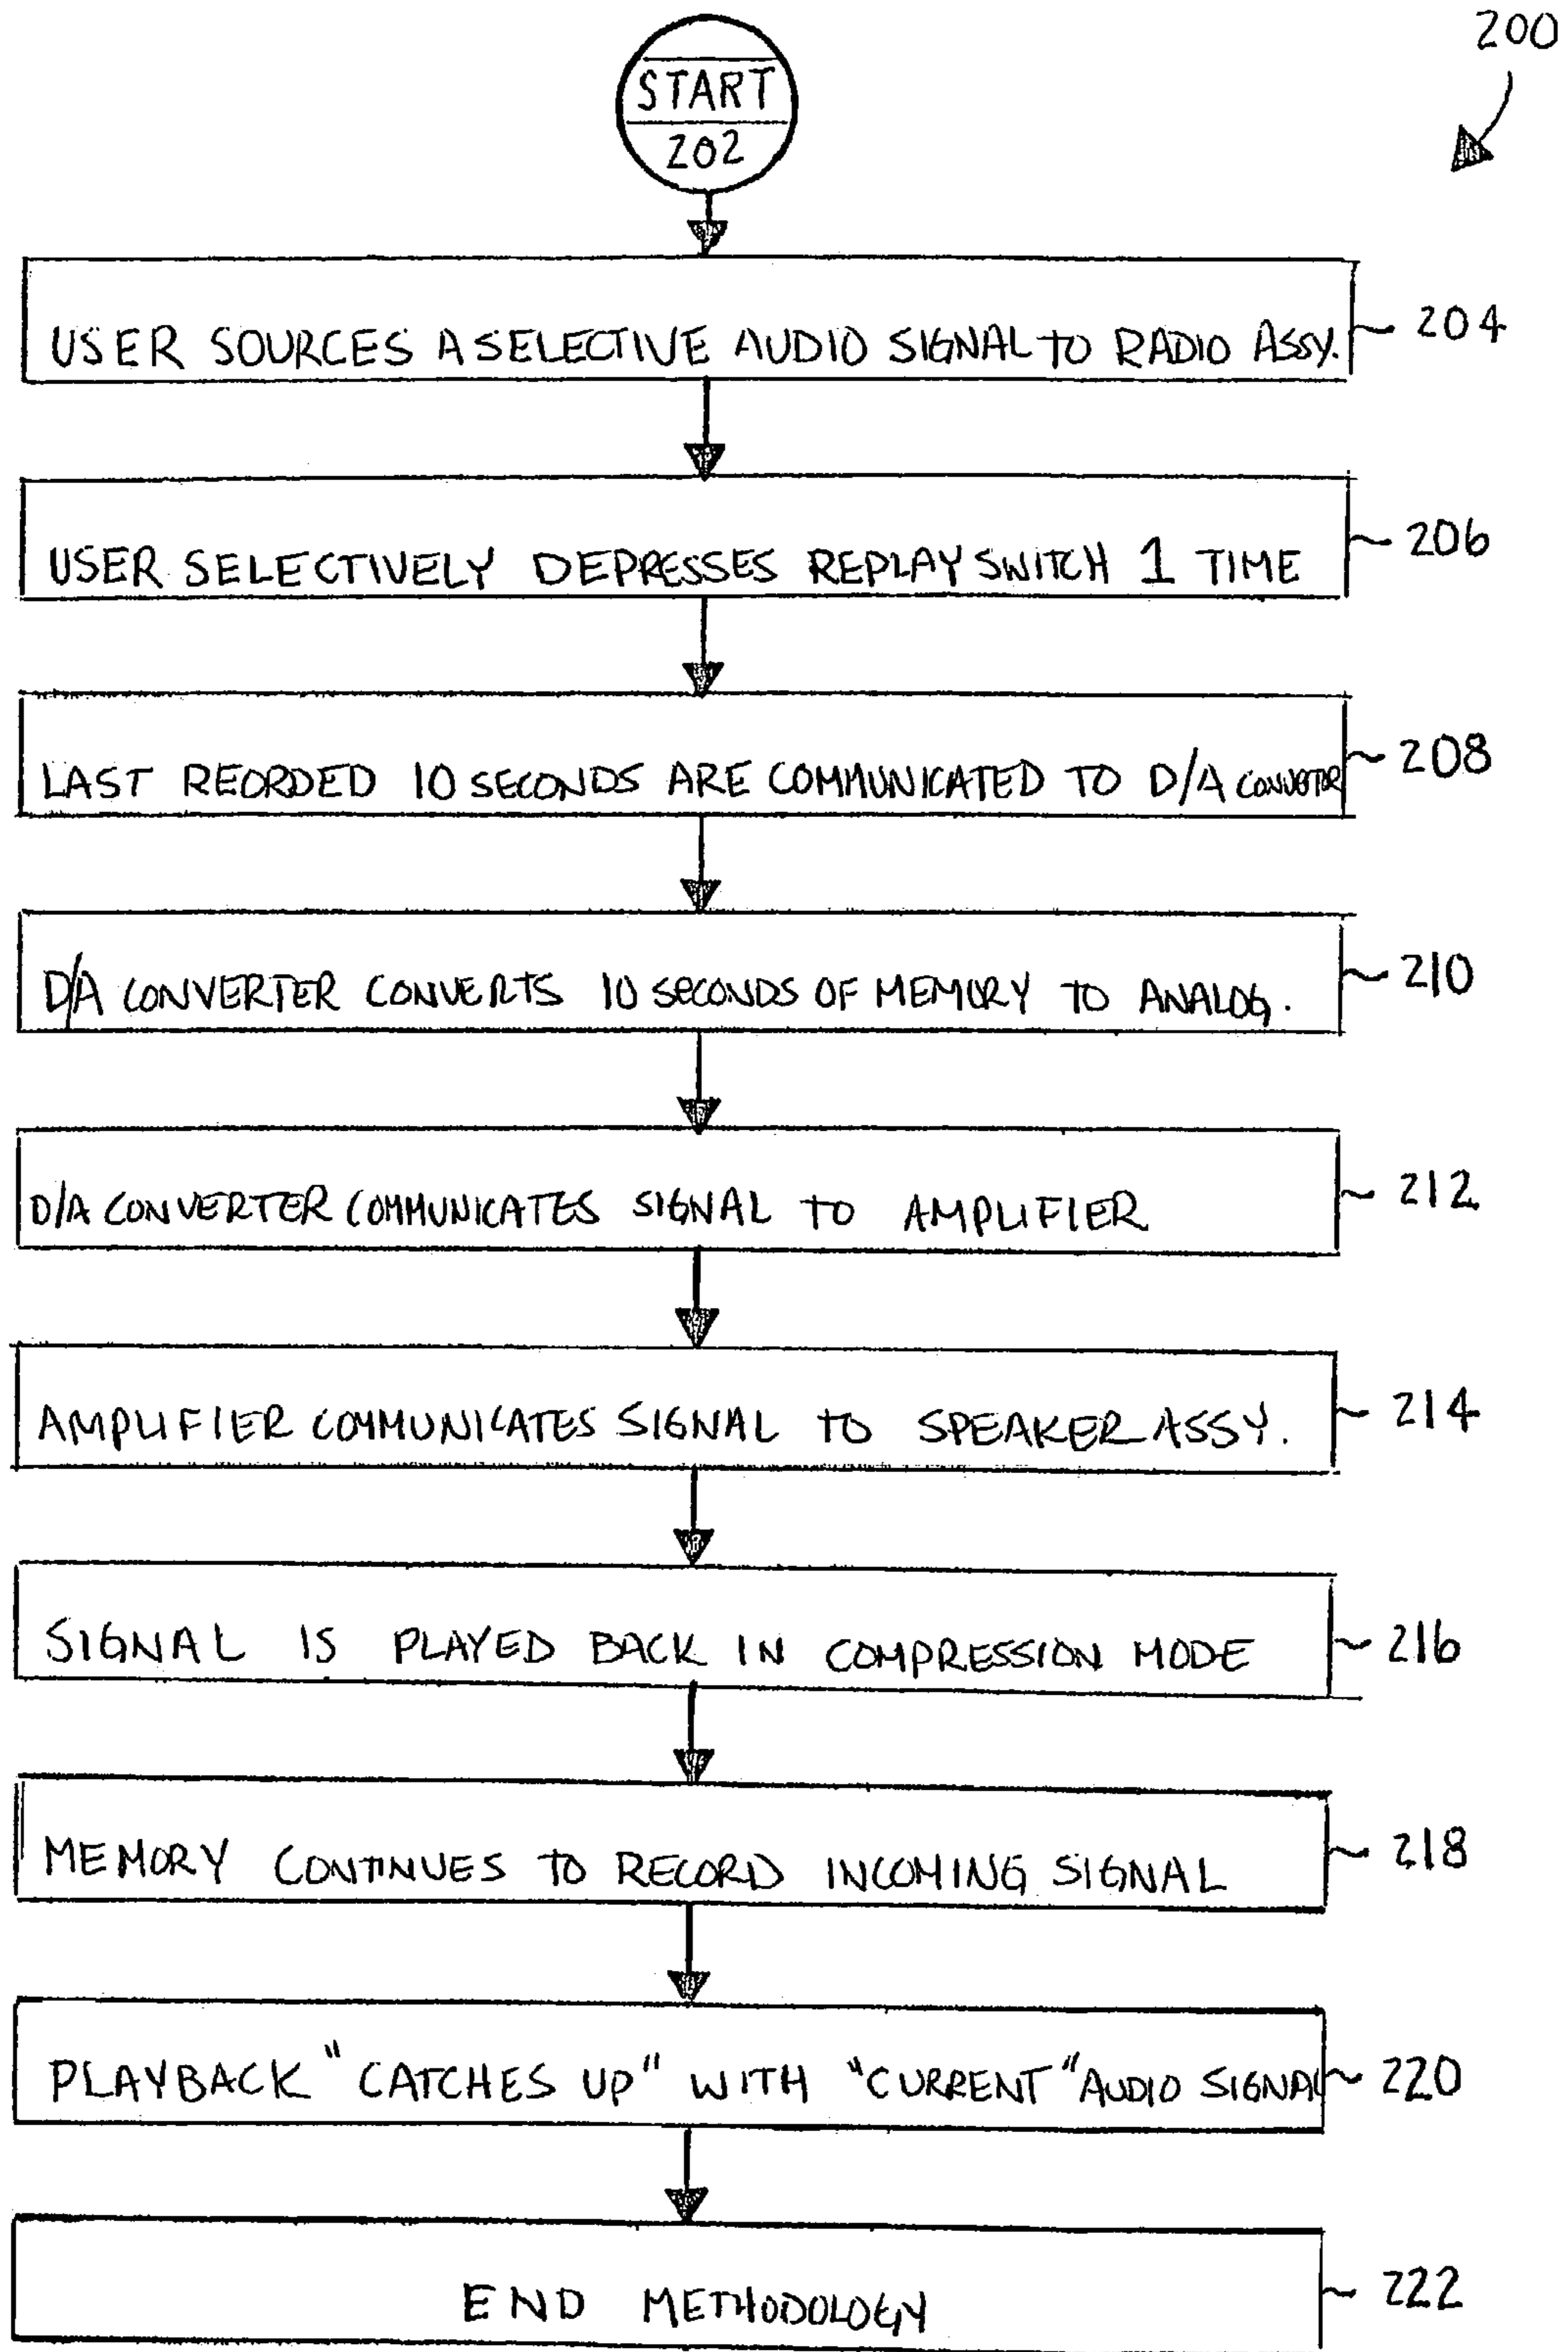 200
START
202
USER SOURCES A SELECTIVE AUDIO SIGNAL TO RADIO ASSY.
204
USER SELECTIVELY DEPRESSES REPLAY SWITCH 1 TIME
206
LAST REORDED 10 SECONDS ARE COMMUNICATED TO D/A
208
D/A CONVERTER CONVERTS 10 SECONDS OF MEMORY TO ANALOG.
210
D/A CONVERTER COMMUNICATES SIGNAL TO AMPLIFIER
212
AMPLIFIER COMMUNICATES SIGNAL TO SPEAKER ASSY.
214
SIGNAL IS PLAYED BACK IN COMPRESSION MODE
216
MEMORY CONTINUES TO RECORD INCOMING SIGNAL
218
PLAYBACK "CATCHES UP" WITH "CURRENT" AUDIO SIGNAL
220
END METHODOLOGY
222